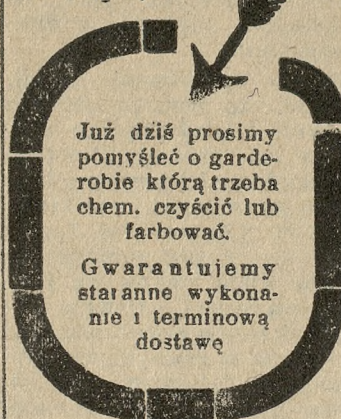 Już dziś prosimy
pomyśleć o garde-
robie którą trzeba
chem. czyścić lub
farbować.
Gwarantujemy
staranne wykona-
nie i terminową
dostawę